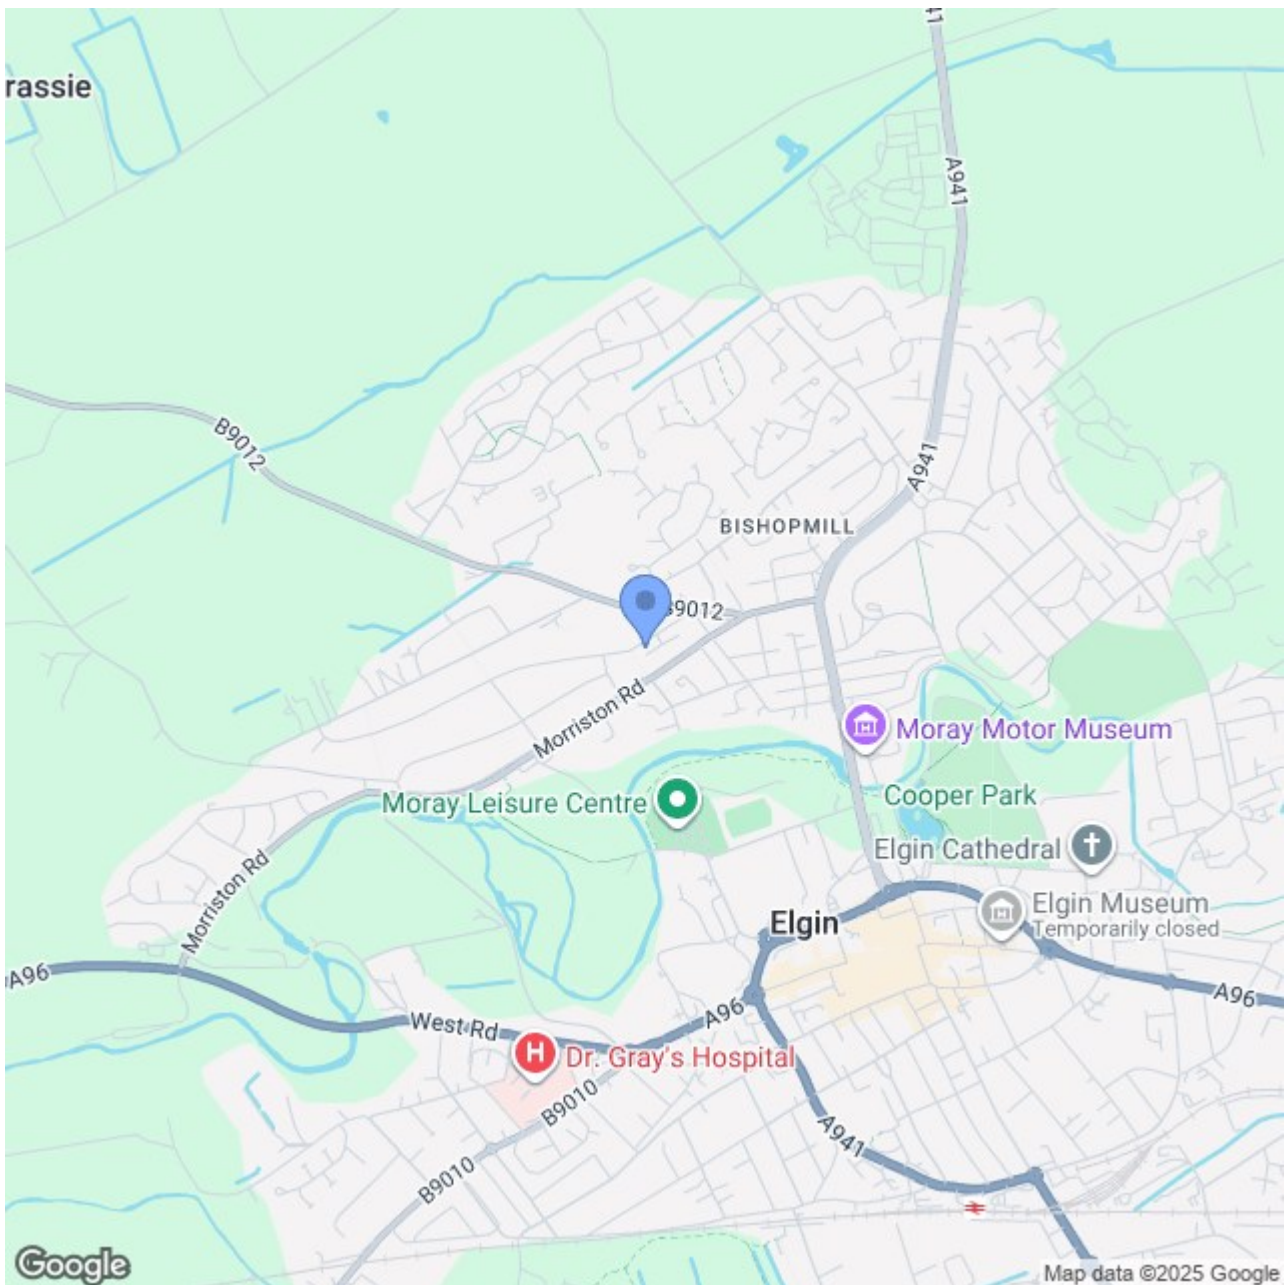 41
rassie
A941
B9012
A941
BISHOPMILL
B9012
Morriston Rd
Moray Motor Museum
Moray Leisure Centre
Cooper Park
Elgin Cathedral
Morriston Rd
Elgin
Elgin Museum
Temporarily closed
A96
A96
West Rd
A96
H
Dr. Gray's Hospital
B9010
A941
B9010
Google
Map data ©2025 Google